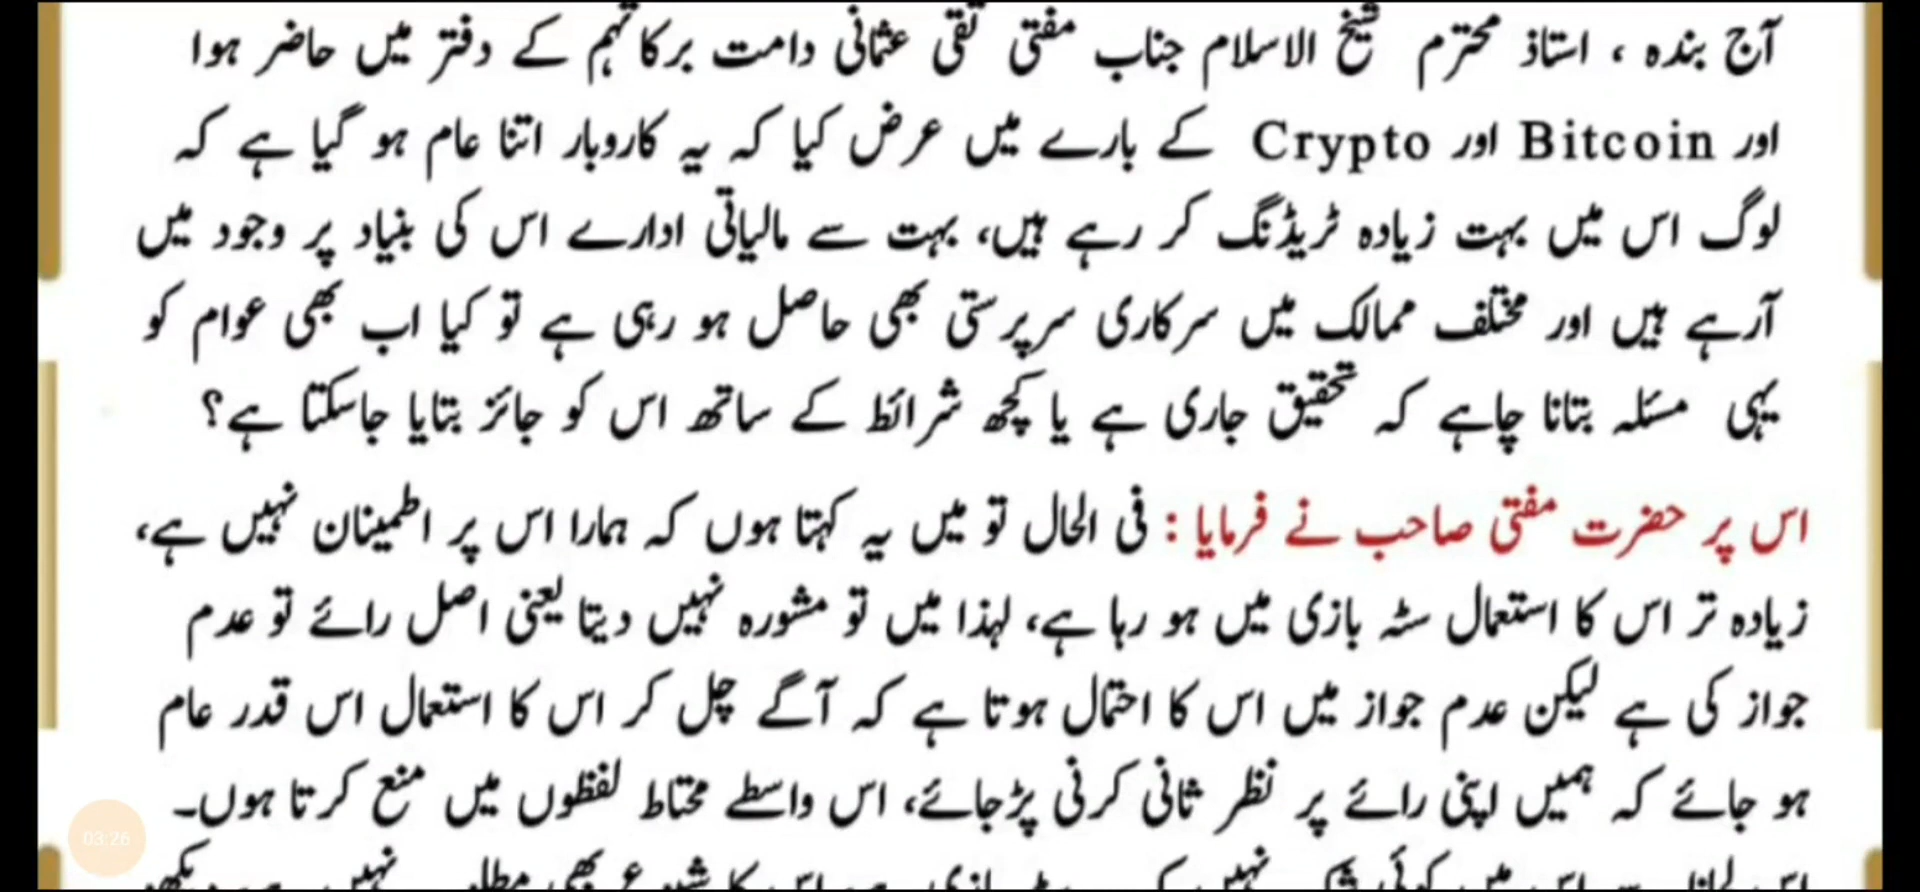 آج بندہ ، استاذ محترم شیخ الاسلام جناب مفتی تقی عثمانی دامت برکاتہم کے دفتر میں حاضر ہوا
اور Bitcoin اور Crypto کے بارے میں عرض کیا کہ یہ کاروبار اتنا عام ہو گیا ہے کہ
لوگ اس میں بہت زیادہ ٹریڈنگ کر رہے ہیں، بہت سے مالیاتی ادارے اس کی بنیاد پر وجود میں
آرہے ہیں اور مختلف ممالک میں سرکاری سرپرستی بھی حاصل ہو رہی ہے تو کیا اب بھی عوام کو
یہی مسئلہ بتانا چاہے کہ تحقیق جاری ہے یا کچھ شرائط کے ساتھ اس کو جائز بتایا جاسکتا ہے؟
اس پر حضرت مفتی صاحب نے فرمایا : فی الحال تو میں یہ کہتا ہوں کہ ہمارا اس پر اطمینان نہیں ہے،
زیادہ تر اس کا استعمال سٹہ بازی میں ہو رہا ہے، لہذا میں تو مشورہ نہیں دیتا یعنی اصل رائے تو عدم
جواز کی ہے لیکن عدم جواز میں اس کا احتمال ہوتا ہے کہ آگے چل کر اس کا استعمال اس قدر عام
ہو جائے کہ ہمیں اپنی رائے پر نظر ثانی کرنی پڑجائے، اس واسطے محتاط لفظوں میں منع کرتا ہوں۔
03:26